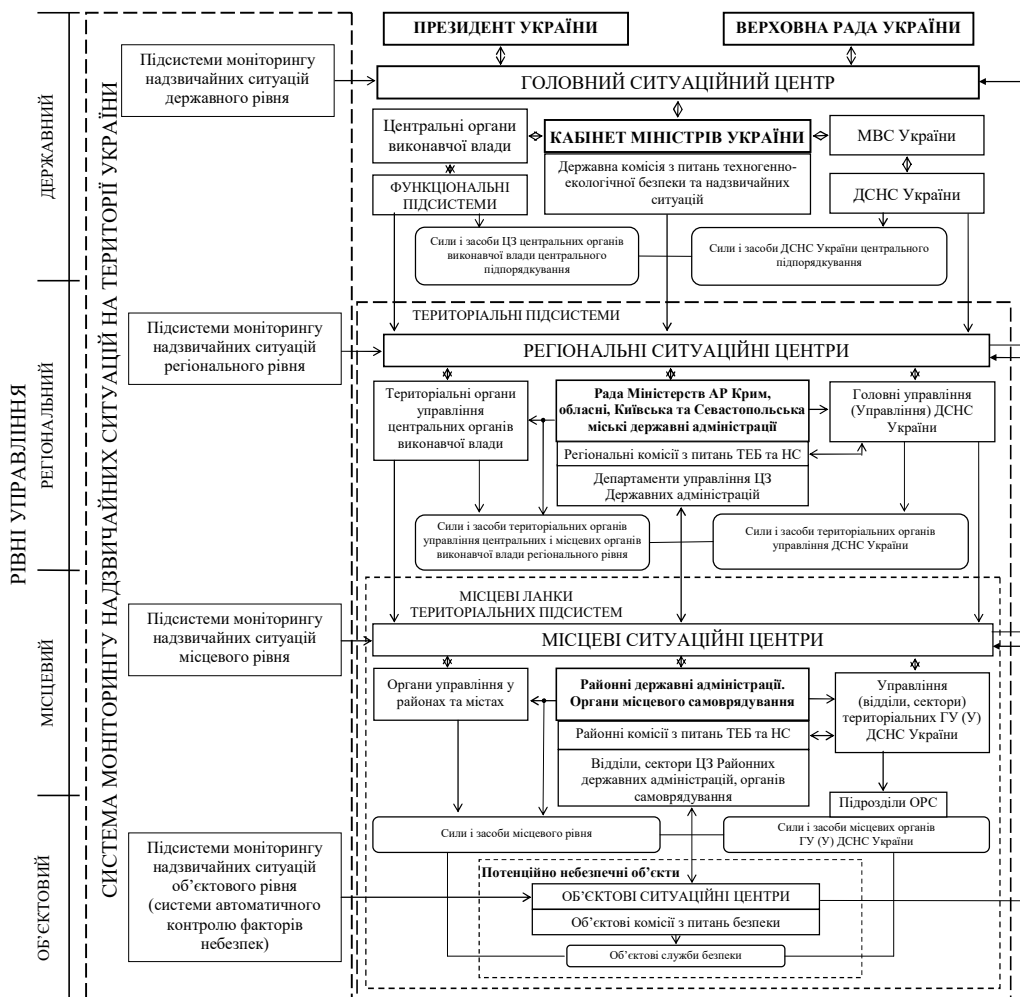 РІВНІ УПРАВЛІННЯ
ДЕРЖАВНИЙ
РЕГІОНАЛЬНИЙ
МІСЦЕВИЙ
ОБ’ЄКТОВИЙ
СИСТЕМА МОНІТОРИНГУ НАДЗВИЧАЙНИХ СИТУАЦІЙ НА ТЕРИТОРІЇ УКРАЇНИ
Підсистеми моніторингу
надзвичайних ситуацій
державного рівня
ПРЕЗИДЕНТ УКРАЇНИ
ВЕРХОВНА РАДА УКРАЇНИ
ГОЛОВНИЙ СИТУАЦІЙНИЙ ЦЕНТР
Центральні органи
виконавчої влади
КАБІНЕТ МІНІСТРІВ УКРАЇНИ
МВС України
Державна комісія з питань техногенно-
екологічної безпеки та надзвичайних
ситуацій
ФУНКЦІОНАЛЬНІ
ПІДСИСТЕМИ
ДСНС України
Сили і засоби ЦЗ центральних органів
виконавчої влади центрального
підпорядкування
Сили і засоби ДСНС України центрального
підпорядкування
ТЕРИТОРІАЛЬНІ ПІДСИСТЕМИ
Підсистеми моніторингу
надзвичайних ситуацій
регіонального рівня
РЕГІОНАЛЬНІ СИТУАЦІЙНІ ЦЕНТРИ
Територіальні органи
управління
центральних органів
виконавчої влади
Рада Міністерств АР Крим,
обласні, Київська та Севастопольська
міські державні адміністрації
Головні управління
(Управління) ДСНС
України
Регіональні комісії з питань ТЕБ та НС
Департаменти управління ЦЗ
Державних адміністрацій
Сили і засоби територіальних органів
управління центральних і місцевих органів
виконавчої влади регіонального рівня
Сили і засоби територіальних органів
управління ДСНС України
МІСЦЕВІ ЛАНКИ
ТЕРИТОРІАЛЬНИХ ПІДСИСТЕМ
Підсистеми моніторингу
надзвичайних ситуацій
місцевого рівня
МІСЦЕВІ СИТУАЦІЙНІ ЦЕНТРИ
Органи управління у
районах та містах
Районні державні адміністрації.
Органи місцевого самоврядування
Управління
(відділи, сектори)
територіальних ГУ (У)
ДСНС України
Районні комісії з питань ТЕБ та НС
Відділи, сектори ЦЗ Районних
державних адміністрацій, органів
самоврядування
Підрозділи ОРС
Сили і засоби місцевого рівня
Сили і засоби місцевих органів
ГУ (У) ДСНС України
Підсистеми моніторингу
надзвичайних ситуацій
об’єктового рівня
(системи автоматичного
контролю факторів
небезпек)
Потенційно небезпечні об’єкти
ОБ’ЄКТОВІ СИТУАЦІЙНІ ЦЕНТРИ
Об’єктові комісії з питань безпеки
Об’єктові служби безпеки